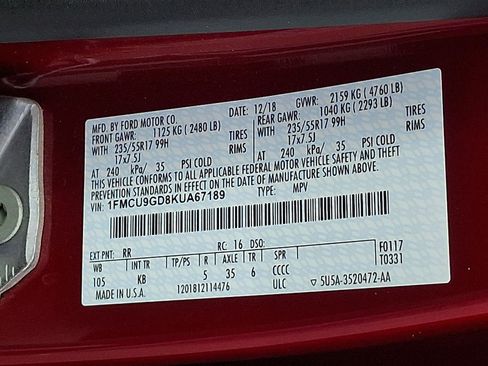 MFD. BY FORD MOTOR CO.
DATE: 12/18 GVWR: 2159 KG ( 4760 LB)
FRONT GAWR: 1125 KG ( 2480 LB) REAR GAWR: 1040 KG ( 2293 LB)
WITH 235/55R17 99H TIRES WITH 235/55R17 99H TIRES
17x7.5J RIMS 17x7.5J RIMS
AT 240 kPa/ 35 PSI COLD AT 240 kPa/ 35 PSI COLD
THIS VEHICLE CONFORMS TO ALL APPLICABLE FEDERAL MOTOR VEHICLE SAFETY, BUMPER, AND THEFT
PREVENTION STANDARDS IN EFFECT ON THE DATE OF MANUFACTURE SHOWN ABOVE.
VIN: 1FMCU9GD8KUA67189 TYPE: MPV
EXT PNT: RR RC: 16 DSO: F0117
WB INT TR TP/PS R AXLE TR SPR T0331
105 KB 5 35 6 CCCC
MADE IN U.S.A. 1201812114476 ULC 5U5A-3520472-AA